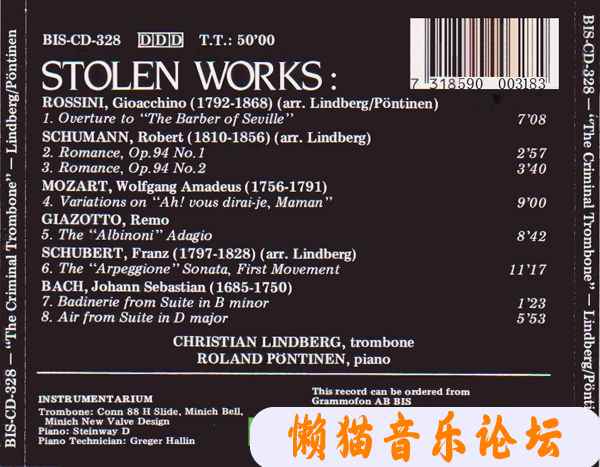 BIS-CD-328 DDD T.T.: 50'00
STOLEN WORKS:
7 318590 003183
ROSSINI, Gioacchino (1792-1868) (arr. Lindberg/Pöntinen)
1. Overture to "The Barber of Seville" 7'08
SCHUMANN, Robert (1810-1856) (arr. Lindberg)
2. Romance, Op.94 No.1 2'57
3. Romance, Op.94 No.2 3'40
MOZART, Wolfgang Amadeus (1756-1791)
4. Variations on "Ah! vous dirai-je, Maman" 9'00
GIAZOTTO, Remo
5. The "Albinoni" Adagio 8'42
SCHUBERT, Franz (1797-1828) (arr. Lindberg)
6. The "Arpeggione" Sonata, First Movement 11'17
BACH, Johann Sebastian (1685-1750)
7. Badinerie from Suite in B minor 1'23
8. Air from Suite in D major 5'53
CHRISTIAN LINDBERG, trombone
ROLAND PÖNTINEN, piano
INSTRUMENTARIUM
Trombone: Conn 88 H Slide, Minich Bell,
Minich New Valve Design
Piano: Steinway D
Piano Technician: Greger Hallin
This record can be ordered from
Grammofon AB BIS
BIS-CD-328 — "The Criminal Trombone" — Lindberg/Pöntinen
BIS-CD-328 — "The Criminal Trombone" — Lindberg/Pöntinen
懒猫音乐论坛